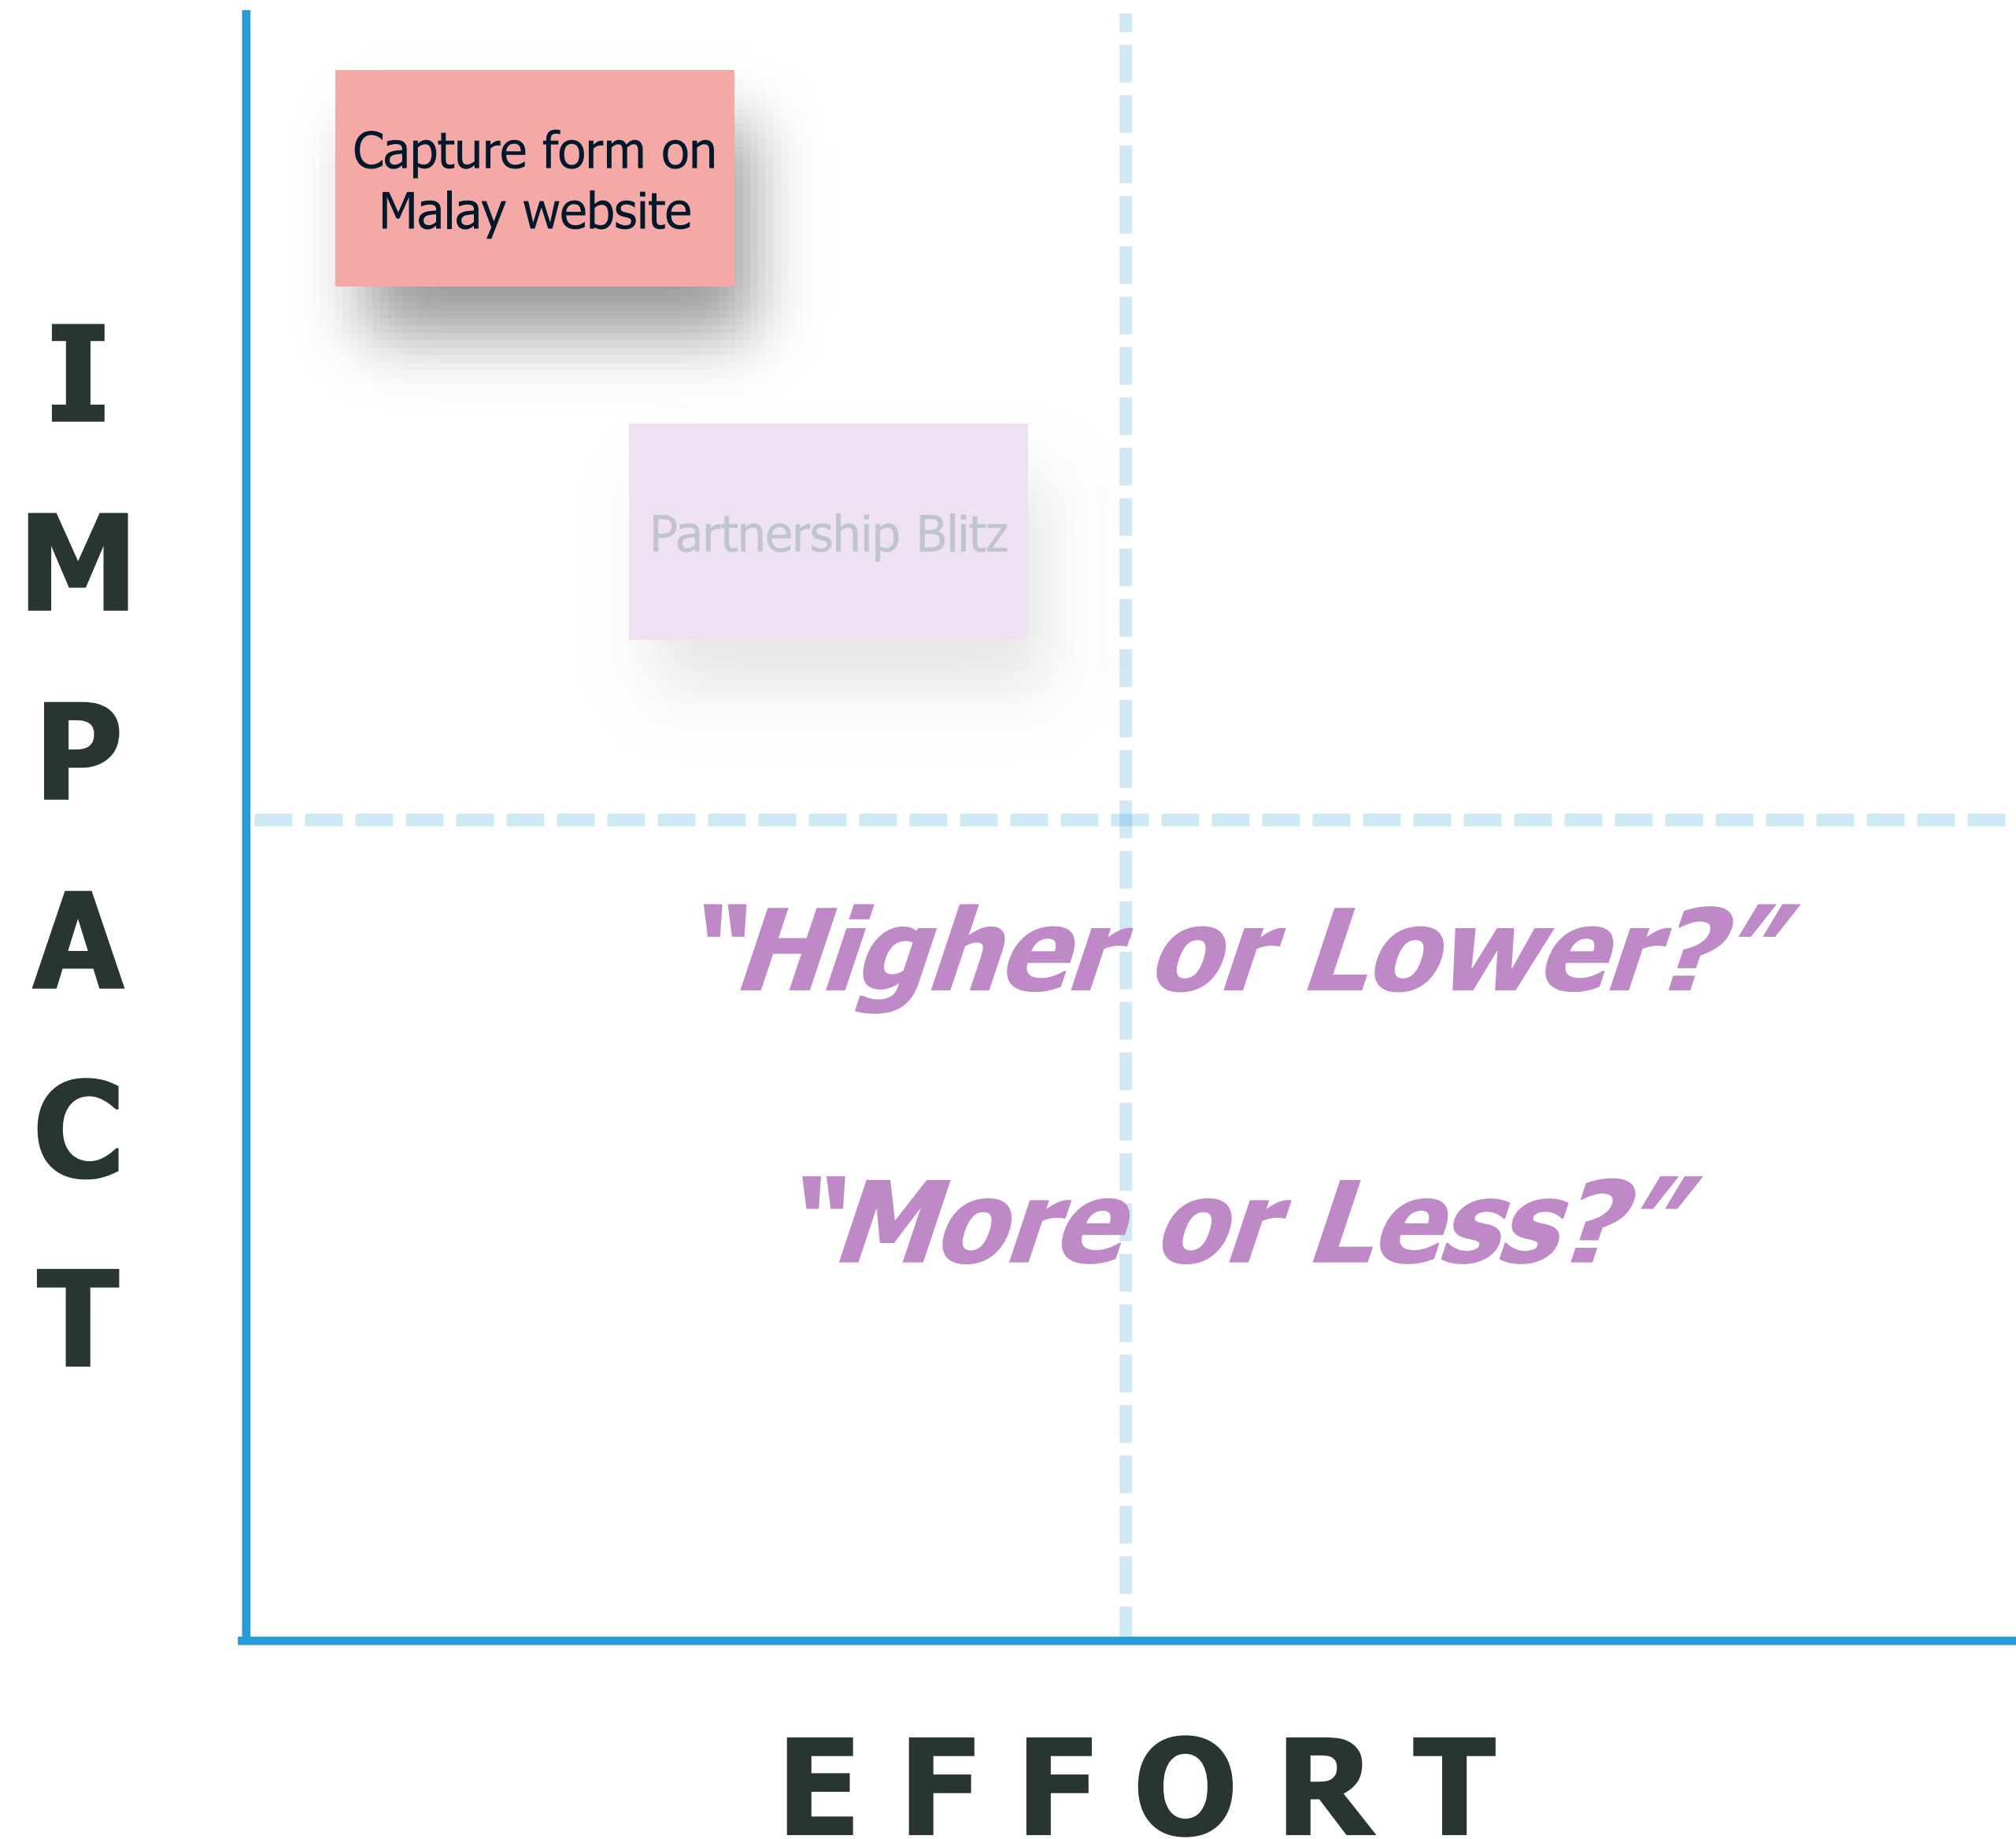 Capture form on
Malay website
Partnership Blitz
IMPACT
“Higher or Lower?”
“More or Less?”
EFFORT